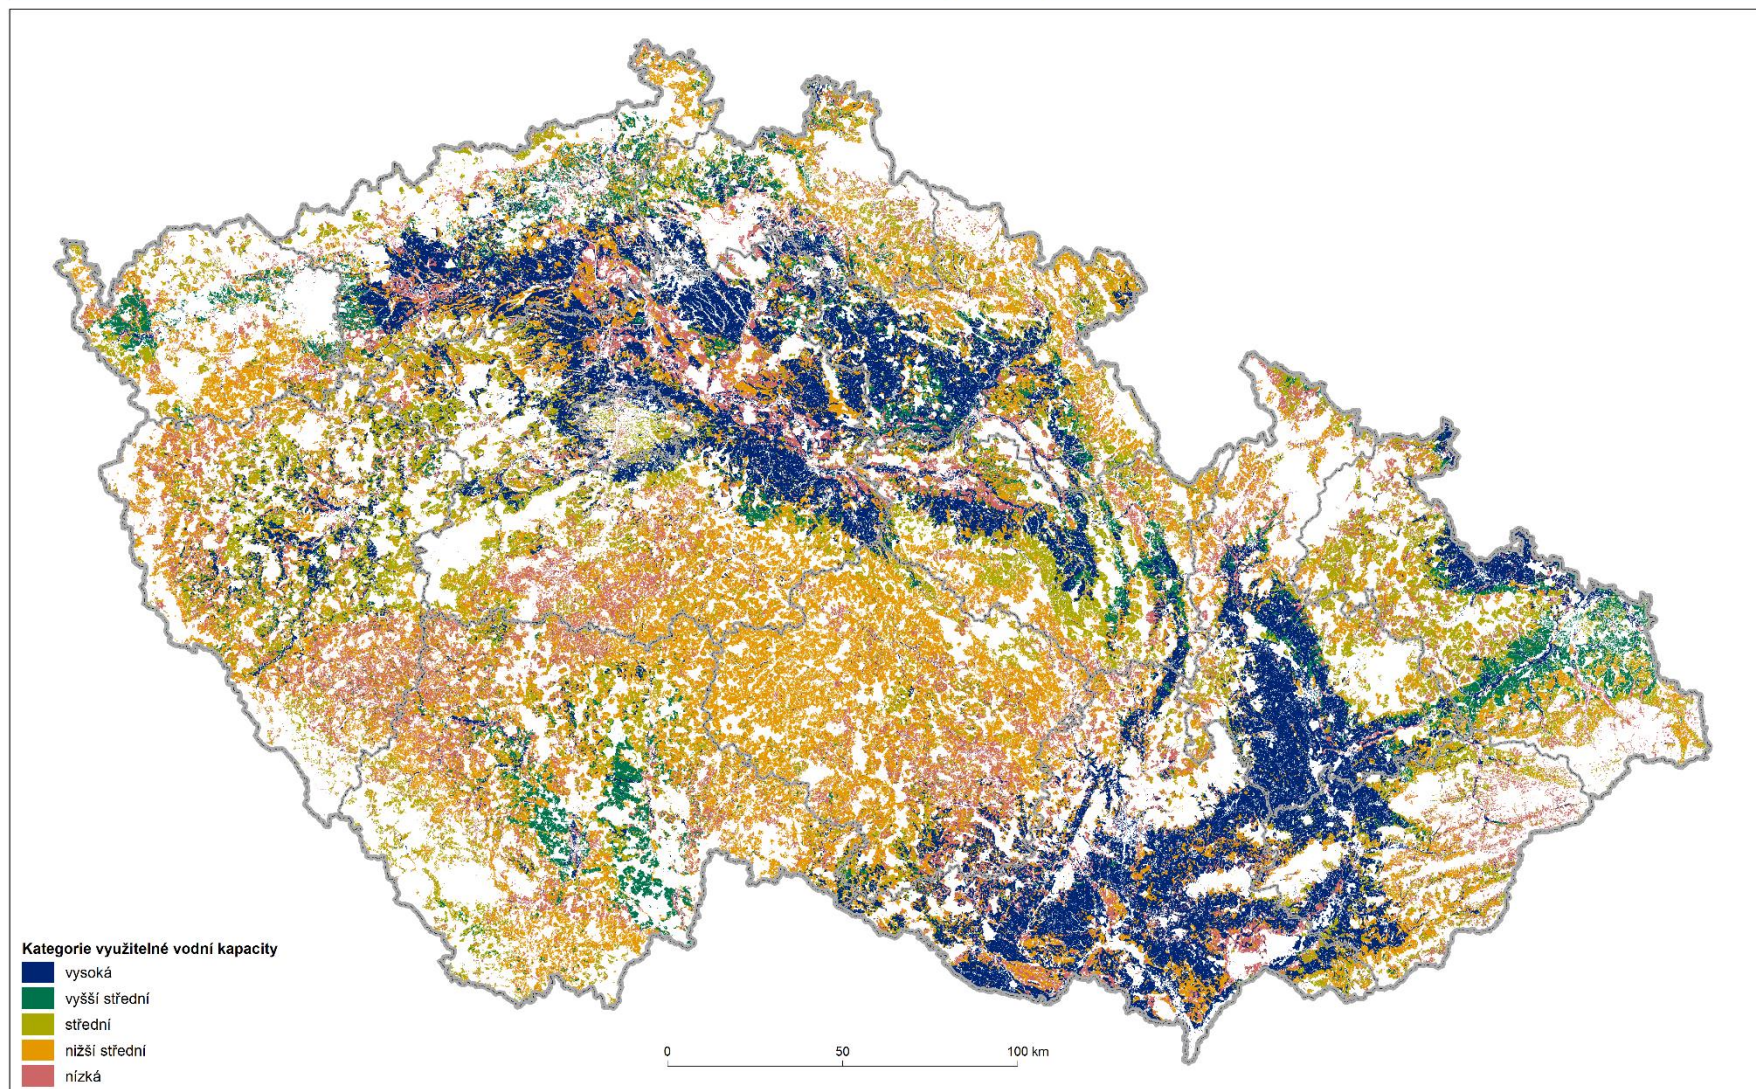 Kategorie využitelné vodní kapacity
vysoká
vyšší střední
střední
nižší střední
nízká
0 50 100 km